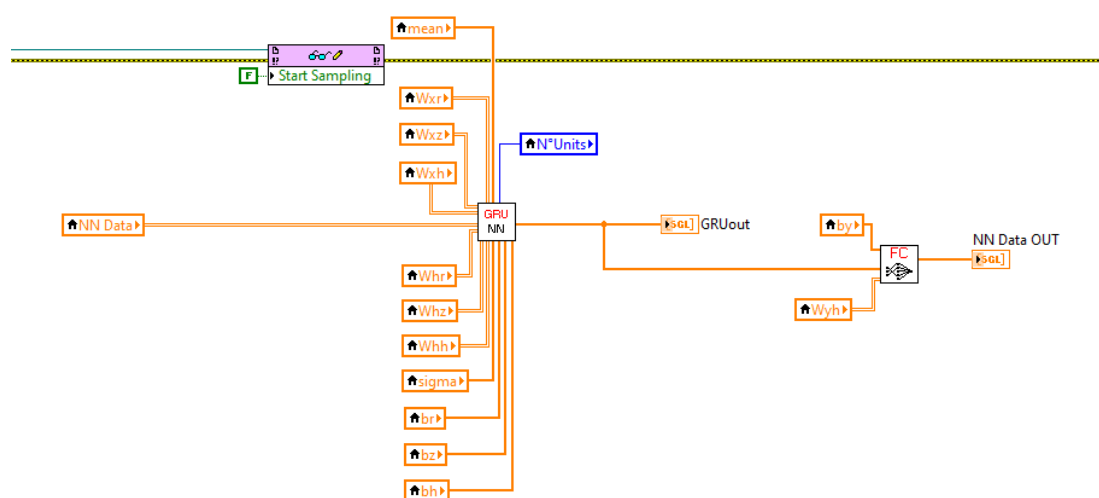 mean
F Start Sampling
Wxr
Wxz
N°Units
Wxh
GRU
NN
NN Data
SGL]
GRUout
by
NN Data OUT
FC
SGL]
Whr
Whz
Wyh
Whh
sigma
br
bz
bh